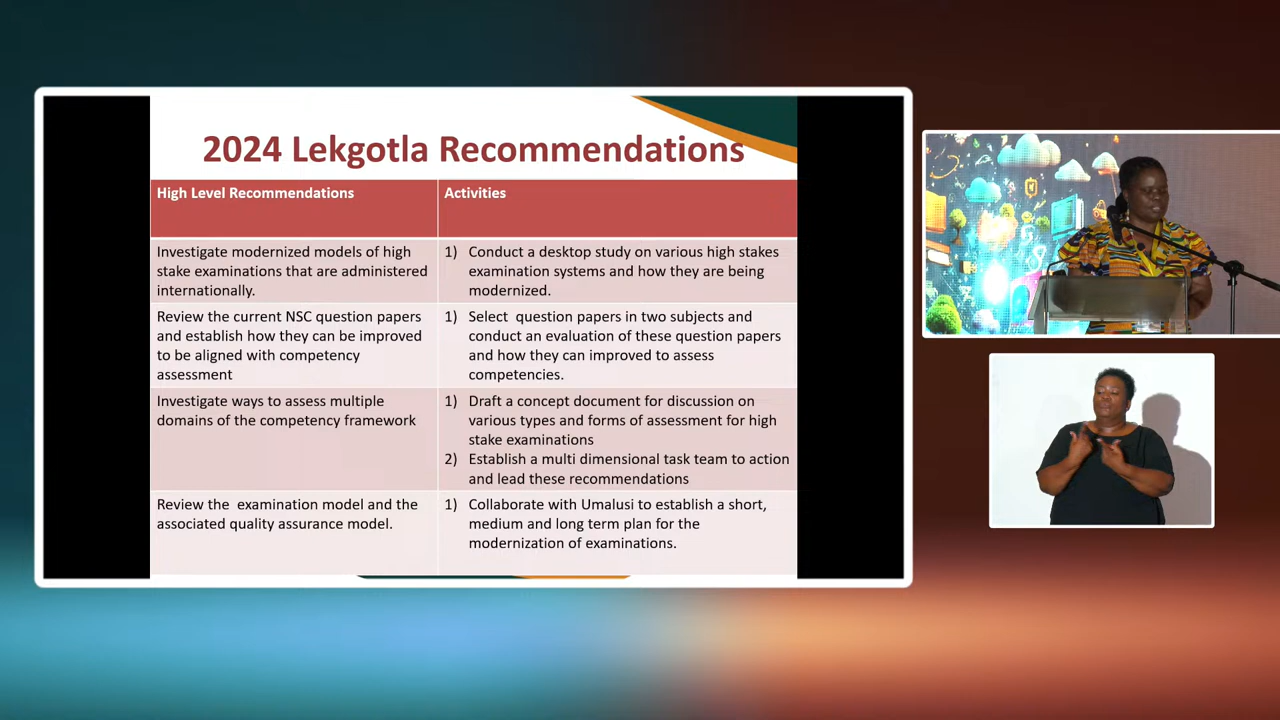 2024 Lekgotla Recommendations
High Level Recommendations
Activities
Investigate modernized models of high
stake examinations that are administered
internationally.
1) Conduct a desktop study on various high stakes
examination systems and how they are being
modernized.
Review the current NSC question papers
and establish how they can be improved
to be aligned with competency
assessment
1) Select question papers in two subjects and
conduct an evaluation of these question papers
and how they can improved to assess
competencies.
Investigate ways to assess multiple
domains of the competency framework
1) Draft a concept document for discussion on
various types and forms of assessment for high
stake examinations
2) Establish a multi dimensional task team to action
and lead these recommendations
Review the examination model and the
associated quality assurance model.
1) Collaborate with Umalusi to establish a short,
medium and long term plan for the
modernization of examinations.